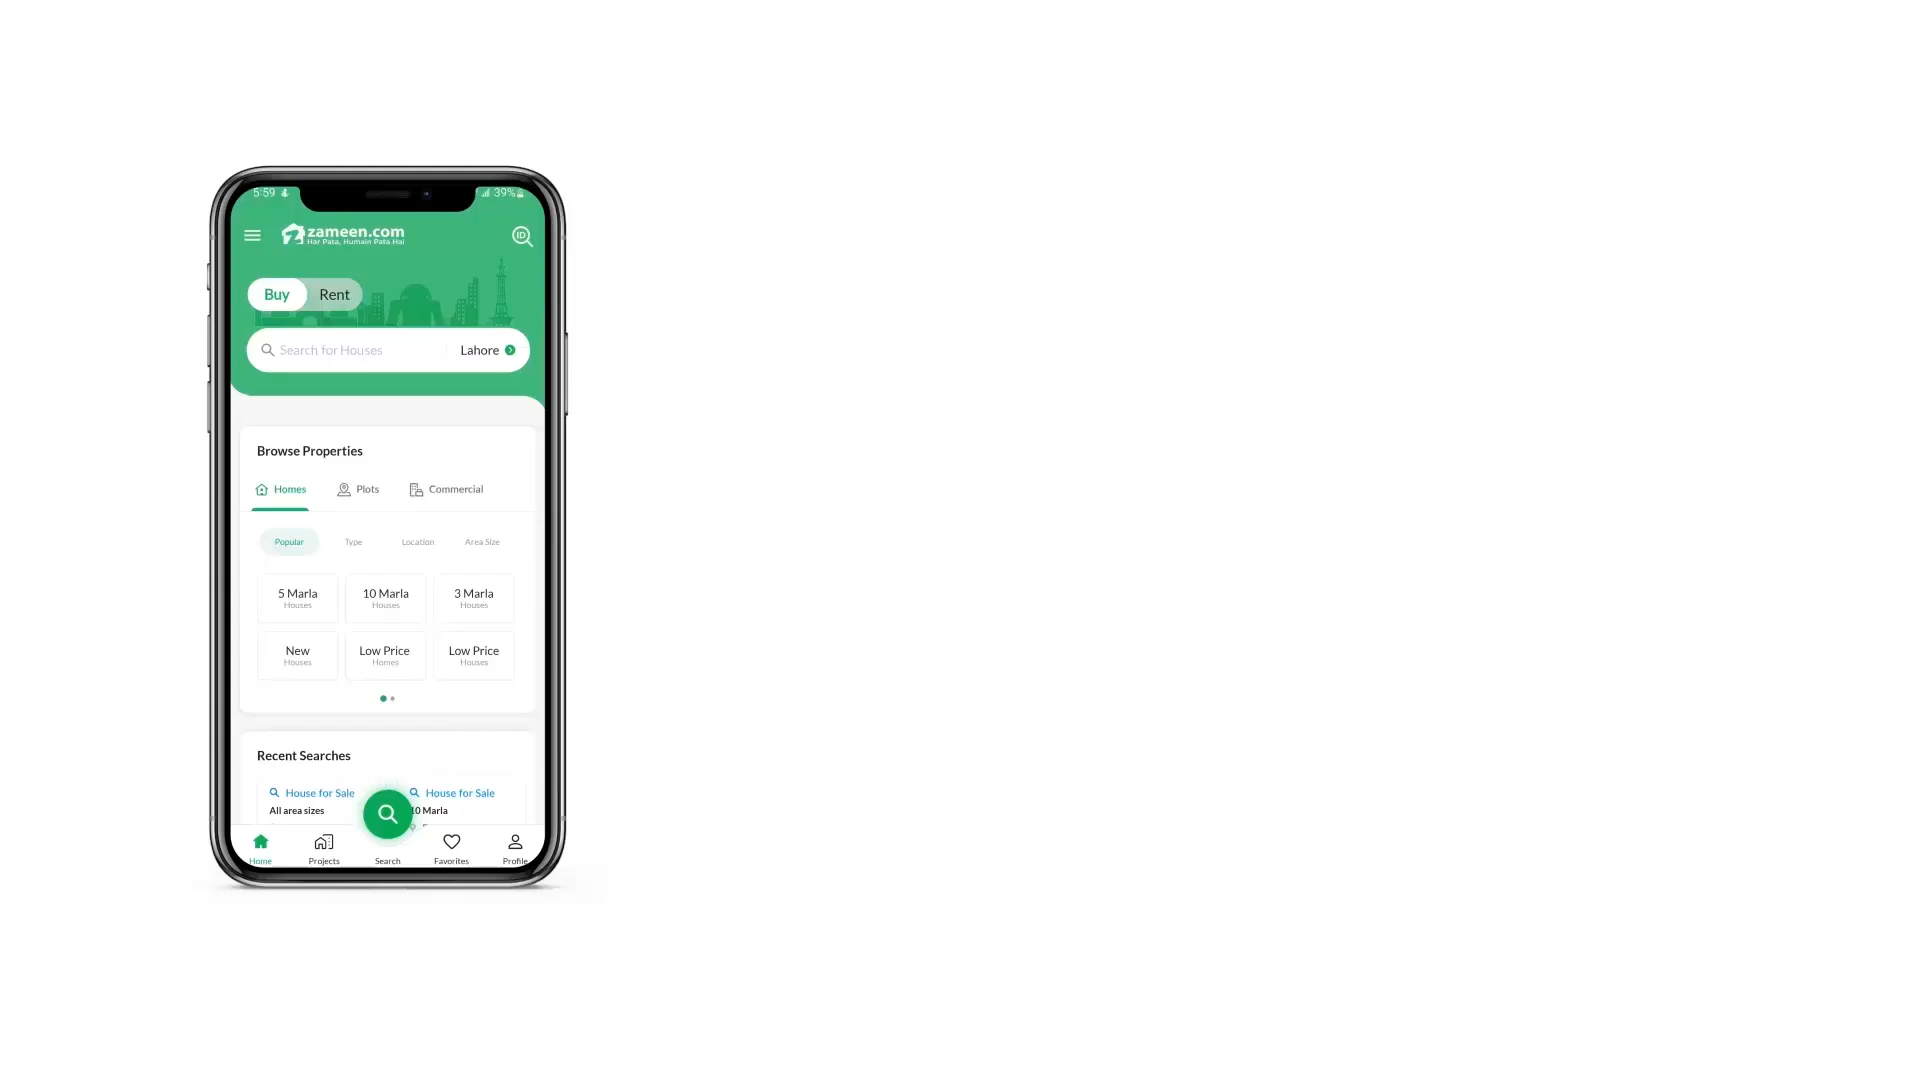 5:59
39%
zameen.com
Har Pata, Humain Pata Hai
ID
Buy Rent
Search for Houses Lahore
Browse Properties
Homes Plots Commercial
Popular Type Location Area Size
5 Marla 10 Marla 3 Marla
Houses Houses Houses
New Low Price Low Price
Houses Homes Houses
Recent Searches
House for Sale House for Sale
All area sizes 10 Marla
Home Projects Search Favorites Profile